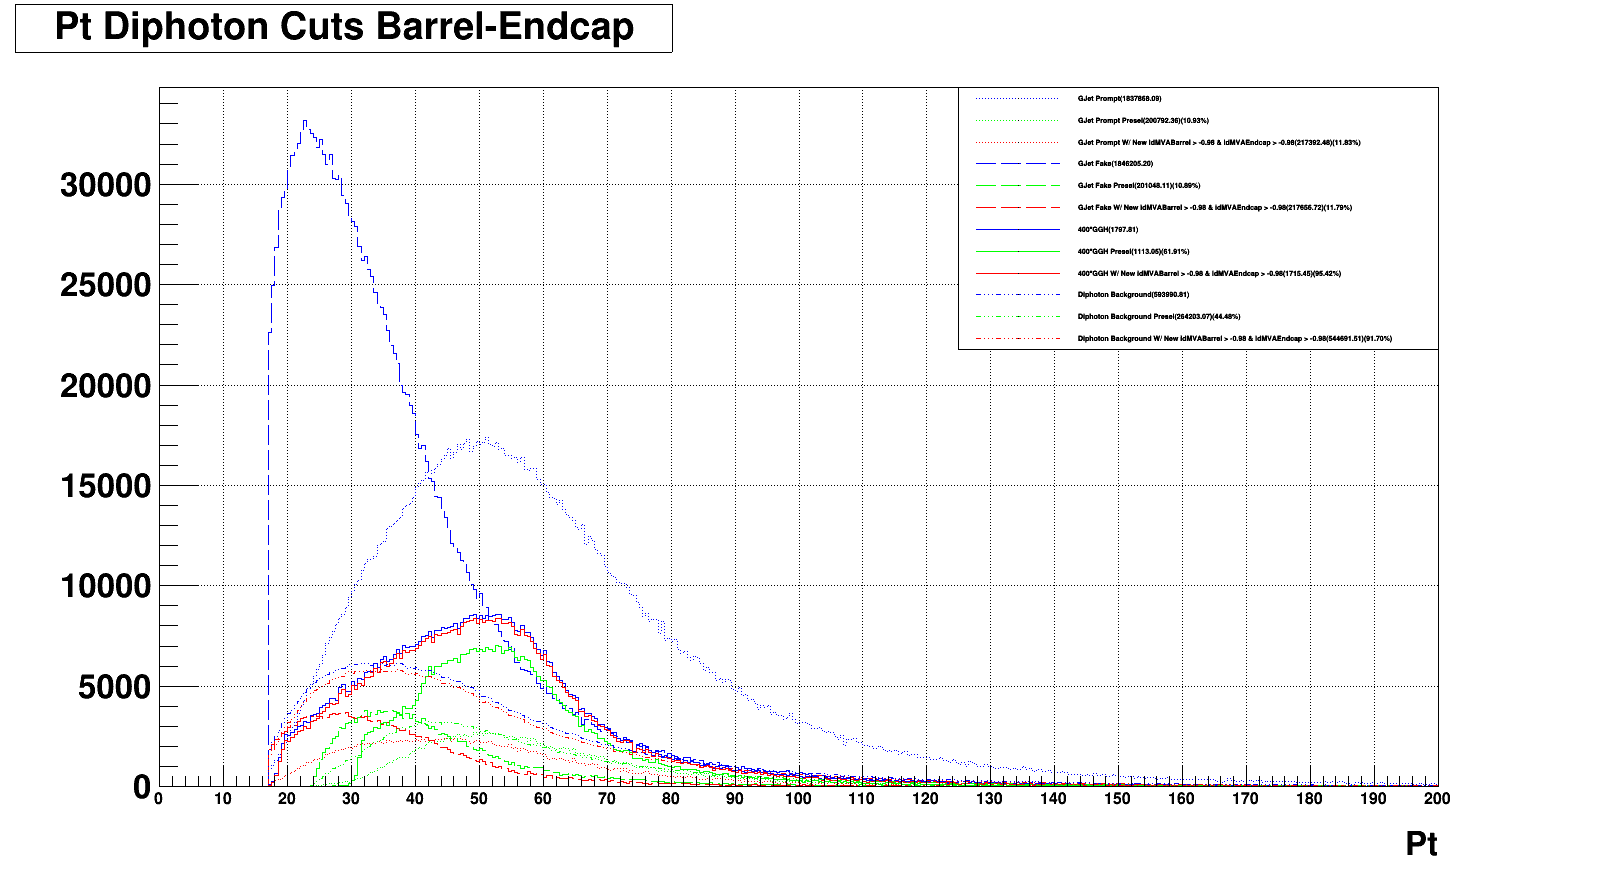 Pt Diphoton Cuts Barrel-Endcap
GJet Prompt(1837868.09)
GJet Prompt Presel(200792.36)(10.93%)
GJet Prompt W/ New IdMVABarrel > -0.98 & IdMVAEndcap > -0.98(217392.48)(11.83%)
GJet Fake(1846205.20)
GJet Fake Presel(201048.11)(10.89%)
GJet Fake W/ New IdMVABarrel > -0.98 & IdMVAEndcap > -0.98(217656.72)(11.79%)
400*GGH(1797.81)
400*GGH Presel(1113.05)(61.91%)
400*GGH W/ New IdMVABarrel > -0.98 & IdMVAEndcap > -0.98(1715.45)(95.42%)
Diphoton Background(593990.81)
Diphoton Background Presel(264203.07)(44.48%)
Diphoton Background W/ New IdMVABarrel > -0.98 & IdMVAEndcap > -0.98(544691.51)(91.70%)
30000
25000
20000
15000
10000
5000
0
0 10 20 30 40 50 60 70 80 90 100 110 120 130 140 150 160 170 180 190 200
Pt